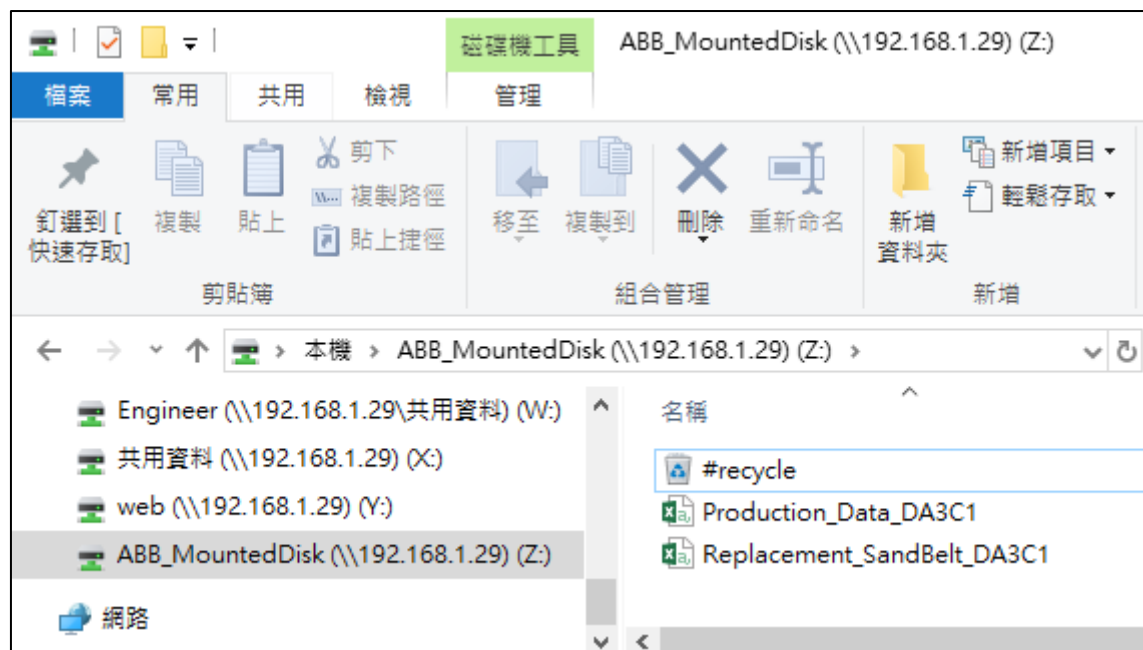 磁碟機工具
ABB_MountedDisk (\\192.168.1.29) (Z:)
檔案 常用 共用 檢視 管理
釘選到 [
快速存取]
複製
貼上
剪下
複製路徑
貼上捷徑
移至
複製到
刪除
重新命名
新增
資料夾
新增項目
輕鬆存取
剪貼簿 組合管理 新增
本機 > ABB_MountedDisk (\\192.168.1.29) (Z:) >
Engineer (\\192.168.1.29\共用資料) (W:)
共用資料 (\\192.168.1.29) (X:)
web (\\192.168.1.29) (Y:)
ABB_MountedDisk (\\192.168.1.29) (Z:)
網路
名稱
#recycle
Production_Data_DA3C1
Replacement_SandBelt_DA3C1